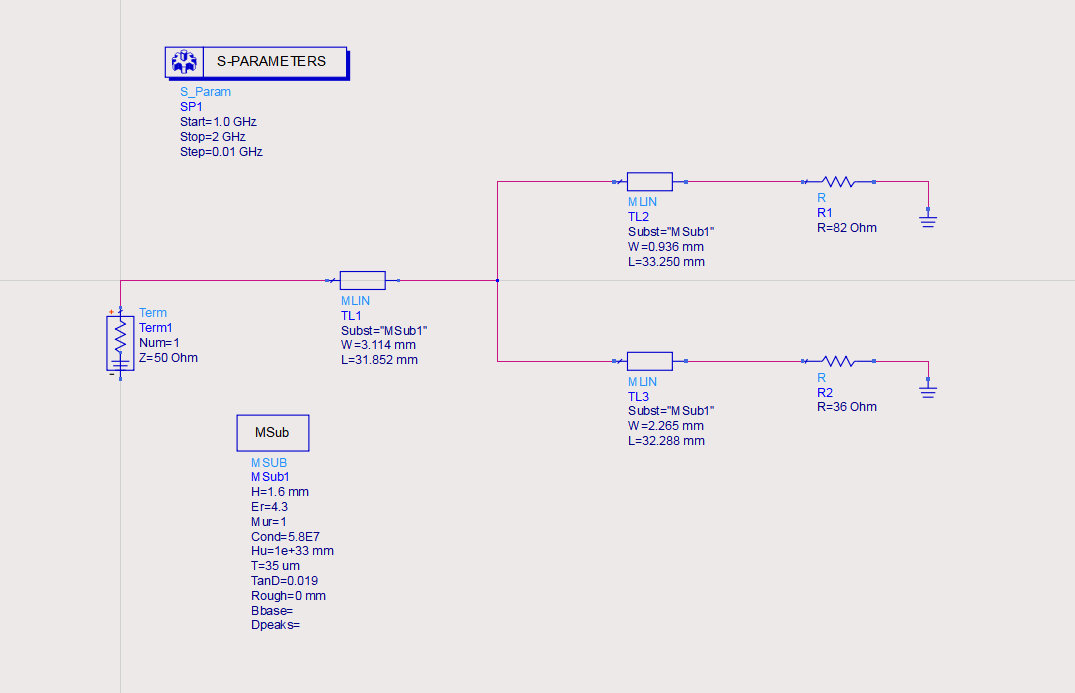 S-PARAMETERS
S_Param
SP1
Start=1.0 GHz
Stop=2 GHz
Step=0.01 GHz
MLIN
TL2
Subst="MSub1"
W=0.936 mm
L=33.250 mm
R
R1
R=82 Ohm
+
Term
Term1
Num=1
Z=50 Ohm
-
MLIN
TL1
Subst="MSub1"
W=3.114 mm
L=31.852 mm
MLIN
TL3
Subst="MSub1"
W=2.265 mm
L=32.288 mm
R
R2
R=36 Ohm
MSub
MSUB
MSub1
H=1.6 mm
Er=4.3
Mur=1
Cond=5.8E7
Hu=1e+33 mm
T=35 um
TanD=0.019
Rough=0 mm
Bbase=
Dpeaks=